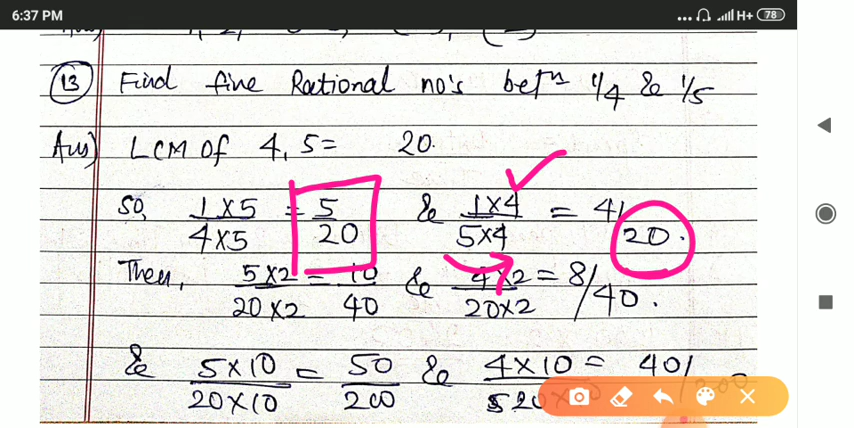 6:37 PM ... H+ 78
(13) Find five Rational no's betn 1/4 & 1/5
Ans) LCM of 4, 5 = 20.
So, 1×5/4×5 = 5/20 & 1×4/5×4 = 4/20.
Then, 5×2/20×2 = 10/40 & 4×2/20×2 = 8/40.
& 5×10/20×10 = 50/200 & 4×10/20×10 = 40/200